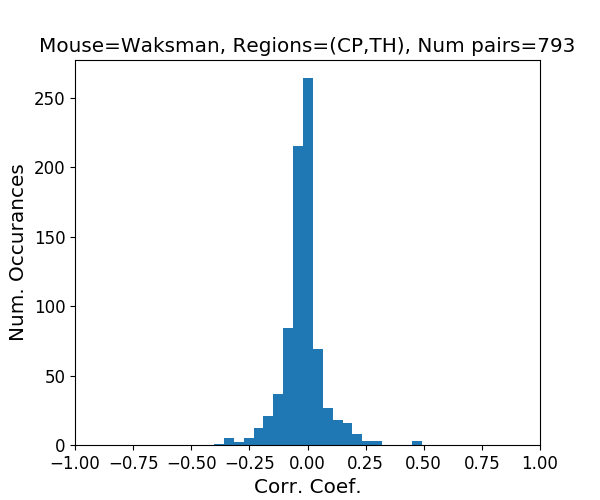 Mouse=Waksman, Regions=(CP,TH), Num pairs=793
250
200
150
100
50
0
Num. Occurances
−1.00 −0.75 −0.50 −0.25 0.00 0.25 0.50 0.75 1.00
Corr. Coef.